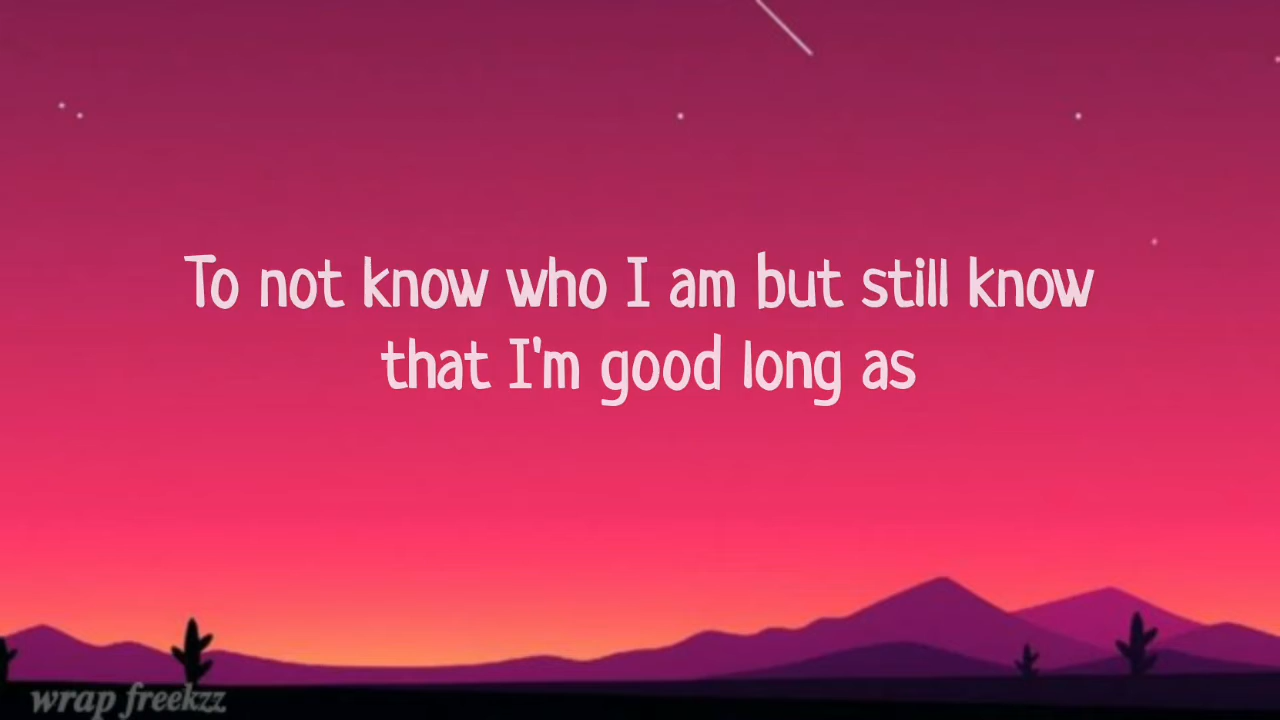 To not know who I am but still know
that I'm good long as
wrap freekzz